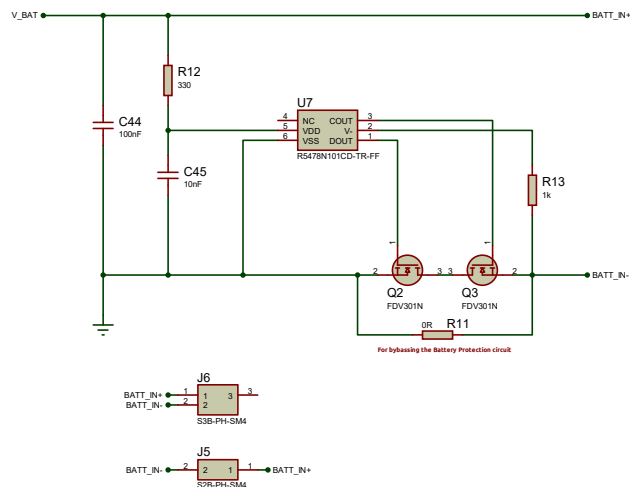 V_BAT
BATT_IN+
R12
330
U7
C44
100nF
4 NC COUT 3
5 VDD V- 2
6 VSS DOUT 1
R5478N101CD-TR-FF
C45
10nF
R13
1k
1
1
2 3 3 2
BATT_IN-
Q2
FDV301N
Q3
FDV301N
0R R11
For bybassing the Battery Protection circuit
J6
BATT_IN+ 1 1 3 3
BATT_IN- 2 2
S3B-PH-SM4
J5
BATT_IN- 2 2 1 1 BATT_IN+
S2B-PH-SM4